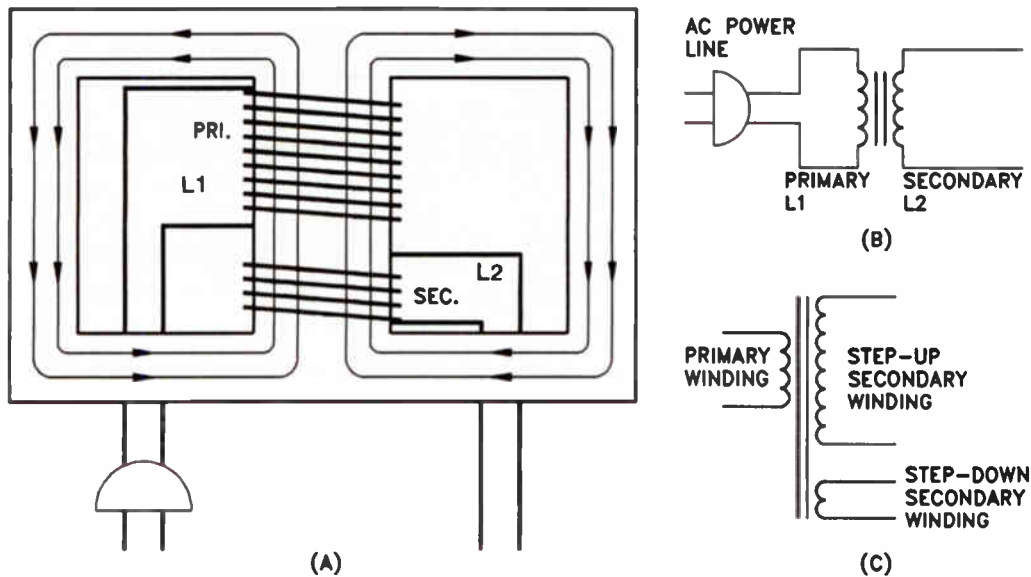 PRI.
L1
L2
SEC.
(A)
AC POWER
LINE
PRIMARY
L1
SECONDARY
L2
(B)
PRIMARY
WINDING
STEP-UP
SECONDARY
WINDING
STEP-DOWN
SECONDARY
WINDING
(C)